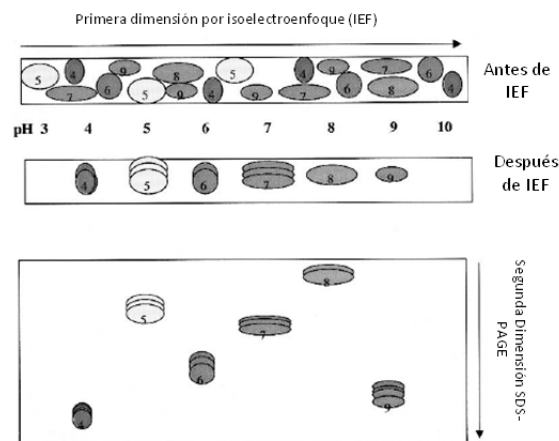 Primera dimensión por isoelectroenfoque (IEF)
5 4 9 8 5 4 9 7 6
7 6 5 9 6 9 7 6 8 4
Antes de
IEF
pH 3 4 5 6 7 8 9 10
4 5 6 7 8 9
Después
de IEF
8
5
7
6
9
4
Segunda Dimensión SDS-
PAGE